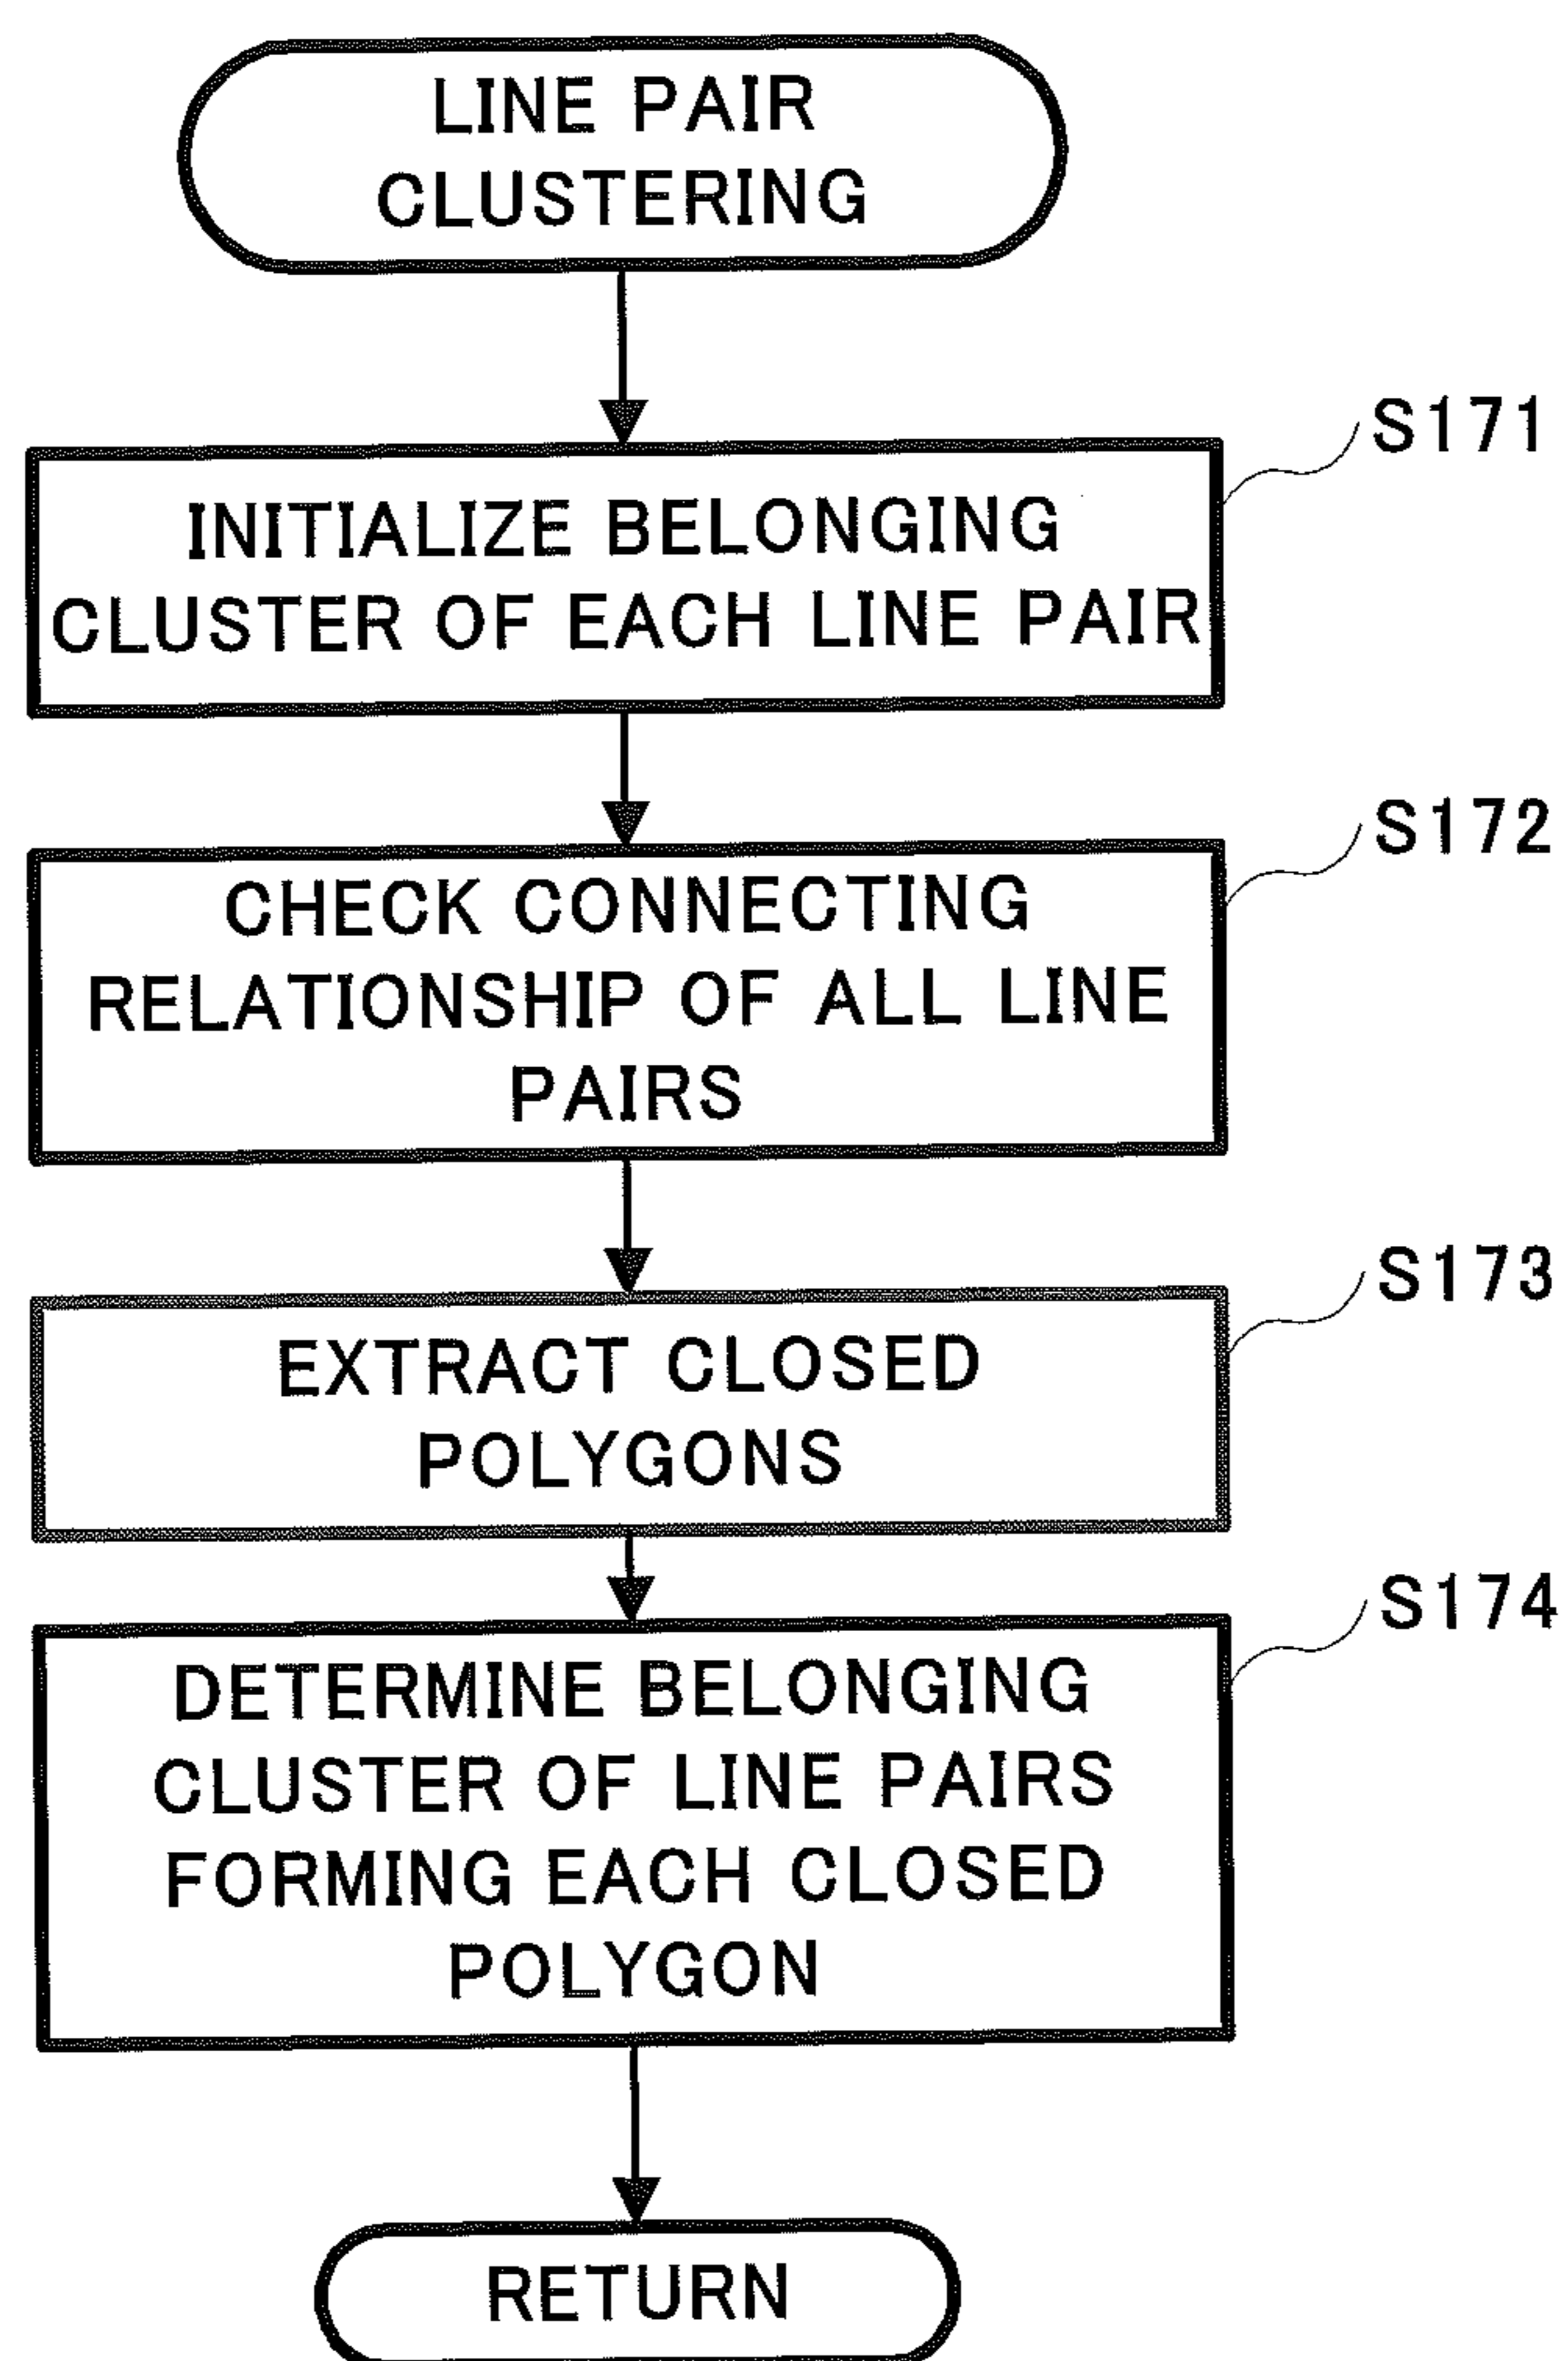 LINE PAIR
CLUSTERING
S171
INITIALIZE BELONGING
CLUSTER OF EACH LINE PAIR
S172
CHECK CONNECTING
RELATIONSHIP OF ALL LINE
PAIRS
S173
EXTRACT CLOSED
POLYGONS
S174
DETERMINE BELONGING
CLUSTER OF LINE PAIRS
FORMING EACH CLOSED
POLYGON
RETURN